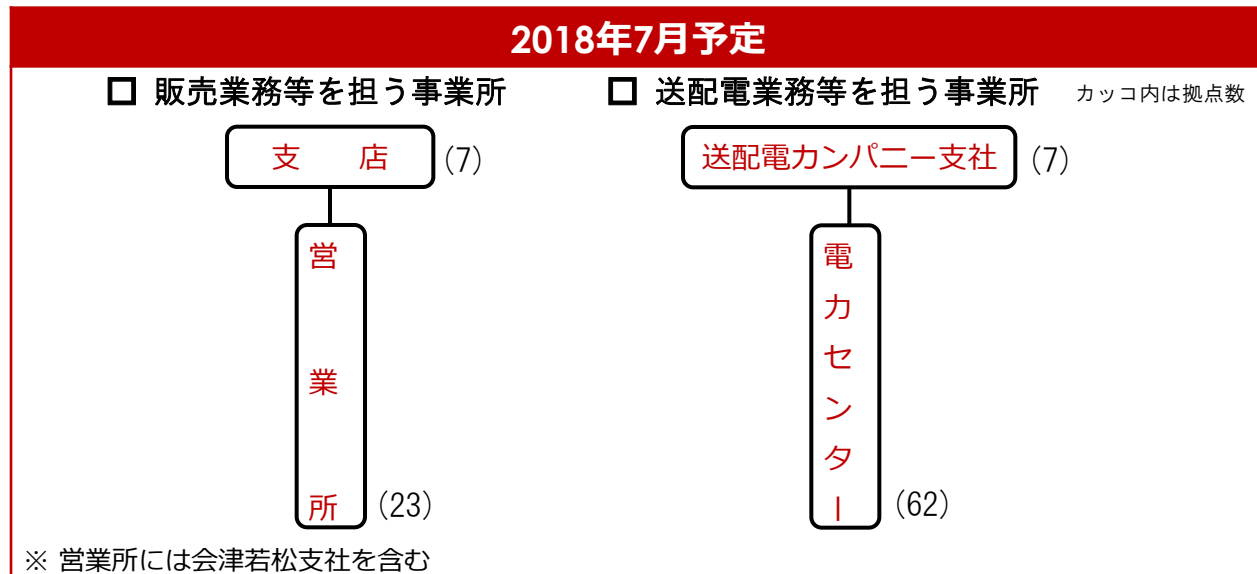 2018年7月予定
□ 販売業務等を担う事業所
□ 送配電業務等を担う事業所
カッコ内は拠点数
支 店 (7)
営業所 (23)
送配電カンパニー支社 (7)
電力センター (62)
※ 営業所には会津若松支社を含む